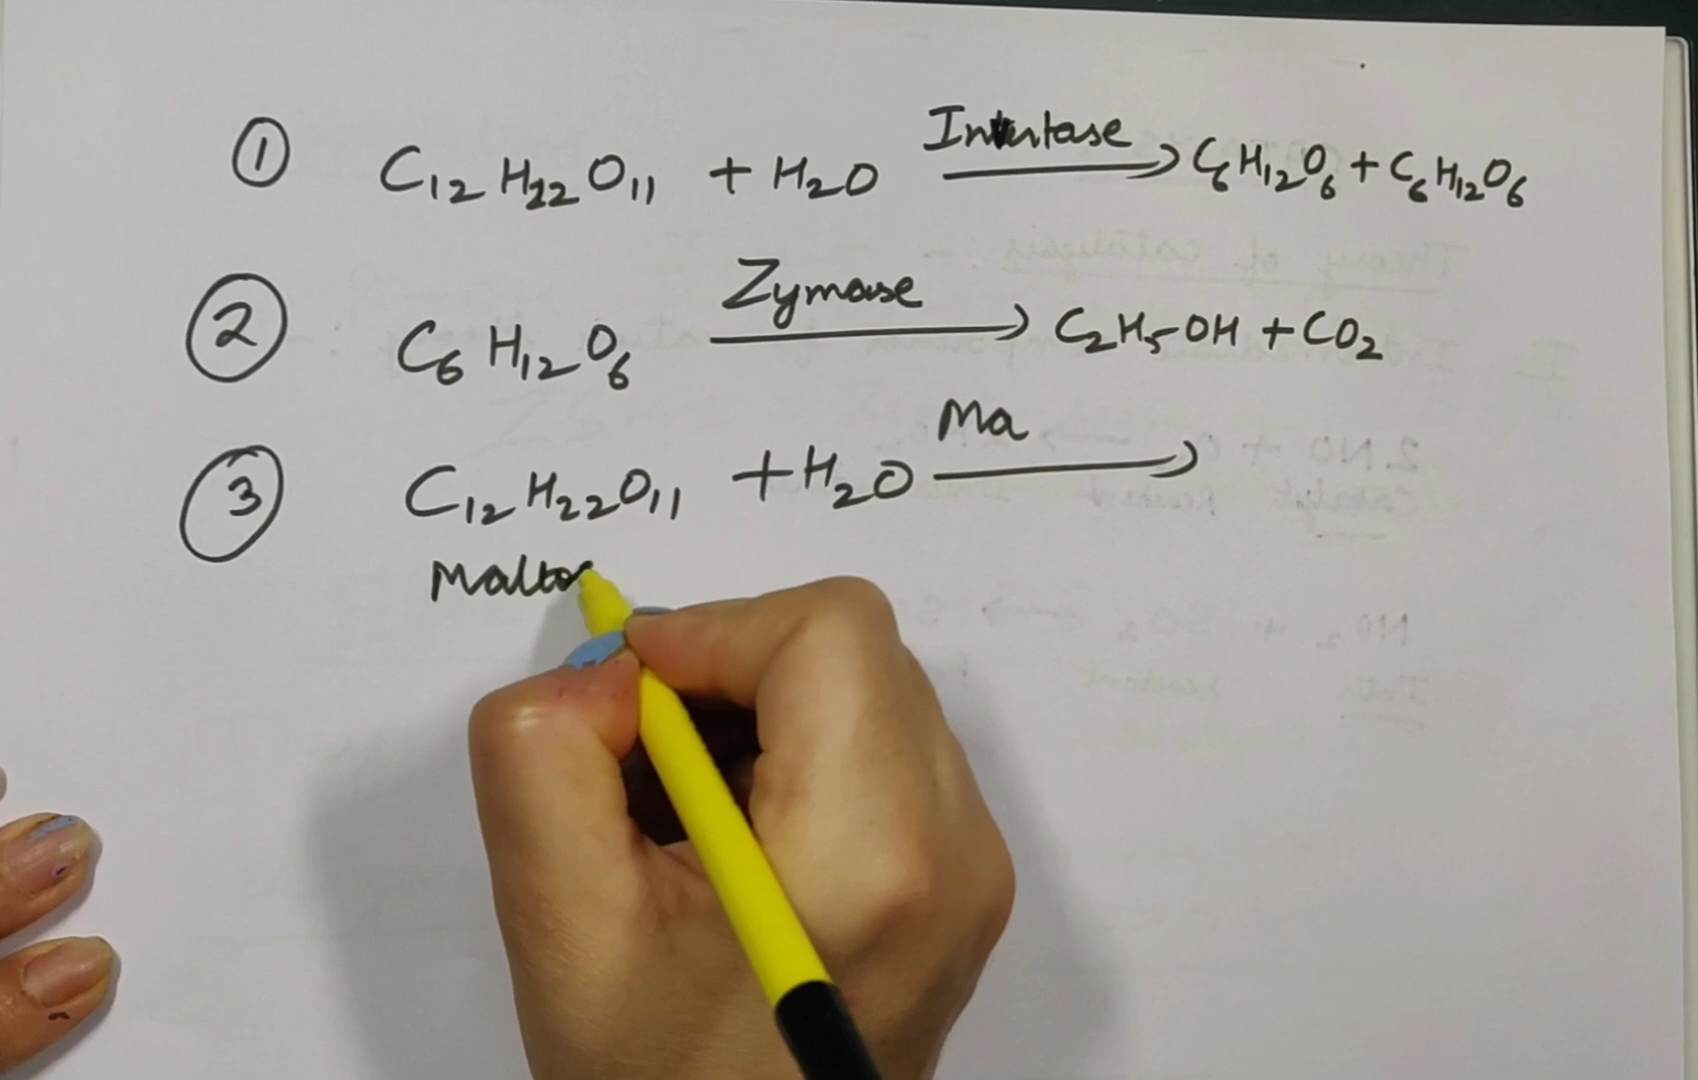 ① C₁₂H₂₂O₁₁ + H₂O Invertase → C₆H₁₂O₆ + C₆H₁₂O₆
② C₆H₁₂O₆ Zymase → C₂H₅OH + CO₂
③ C₁₂H₂₂O₁₁ + H₂O Ma →
Malto